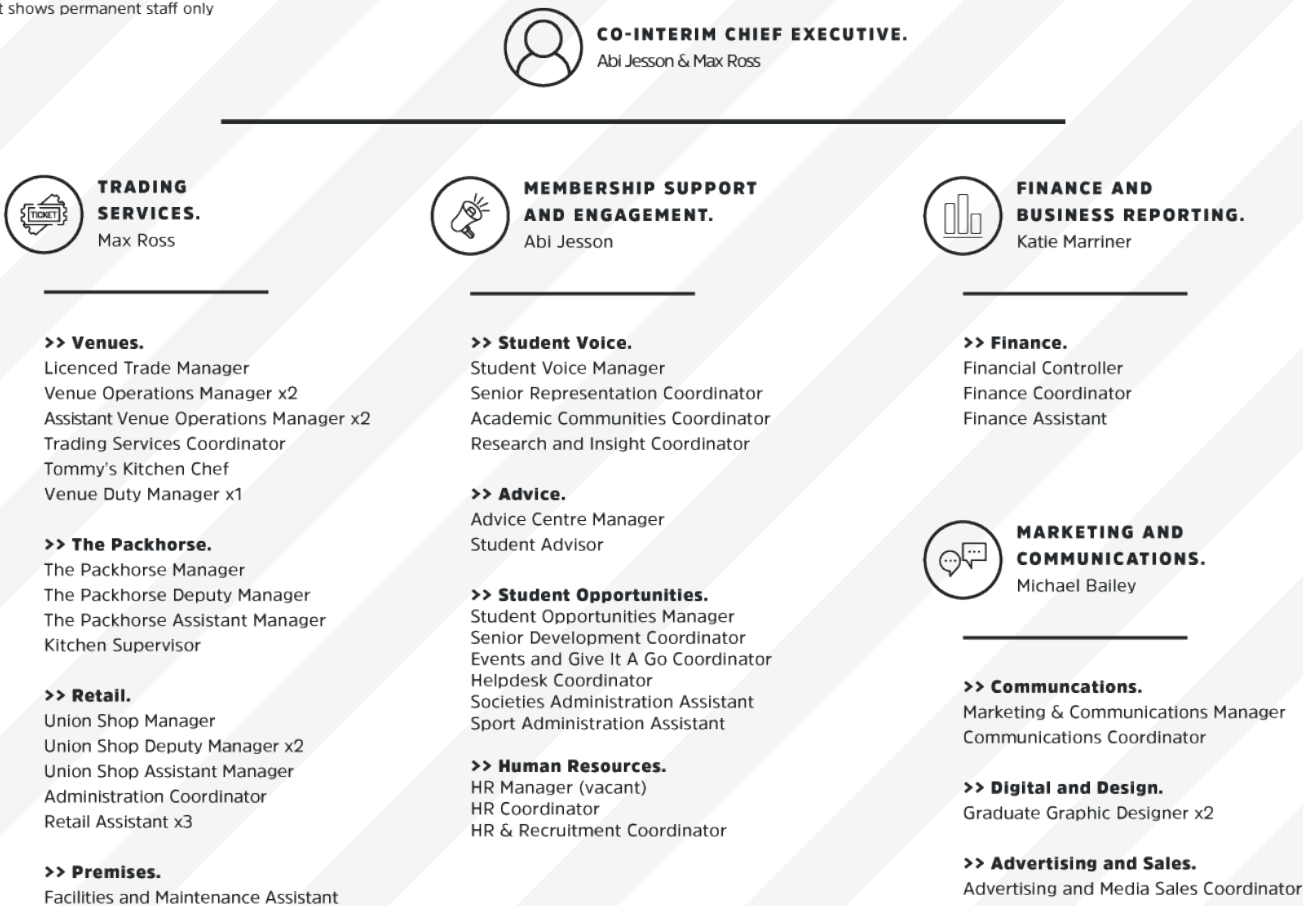 t shows permanent staff only
CO-INTERIM CHIEF EXECUTIVE.
Abi Jesson & Max Ross
TRADING
SERVICES.
Max Ross
TICKET
>> Venues.
Licenced Trade Manager
Venue Operations Manager x2
Assistant Venue Operations Manager x2
Trading Services Coordinator
Tommy's Kitchen Chef
Venue Duty Manager x1
>> The Packhorse.
The Packhorse Manager
The Packhorse Deputy Manager
The Packhorse Assistant Manager
Kitchen Supervisor
>> Retail.
Union Shop Manager
Union Shop Deputy Manager x2
Union Shop Assistant Manager
Administration Coordinator
Retail Assistant x3
>> Premises.
Facilities and Maintenance Assistant
MEMBERSHIP SUPPORT
AND ENGAGEMENT.
Abi Jesson
>> Student Voice.
Student Voice Manager
Senior Representation Coordinator
Academic Communities Coordinator
Research and Insight Coordinator
>> Advice.
Advice Centre Manager
Student Advisor
>> Student Opportunities.
Student Opportunities Manager
Senior Development Coordinator
Events and Give It A Go Coordinator
Helpdesk Coordinator
Societies Administration Assistant
Sport Administration Assistant
>> Human Resources.
HR Manager (vacant)
HR Coordinator
HR & Recruitment Coordinator
FINANCE AND
BUSINESS REPORTING.
Katie Marriner
>> Finance.
Financial Controller
Finance Coordinator
Finance Assistant
MARKETING AND
COMMUNICATIONS.
Michael Bailey
>> Communcations.
Marketing & Communications Manager
Communications Coordinator
>> Digital and Design.
Graduate Graphic Designer x2
>> Advertising and Sales.
Advertising and Media Sales Coordinator